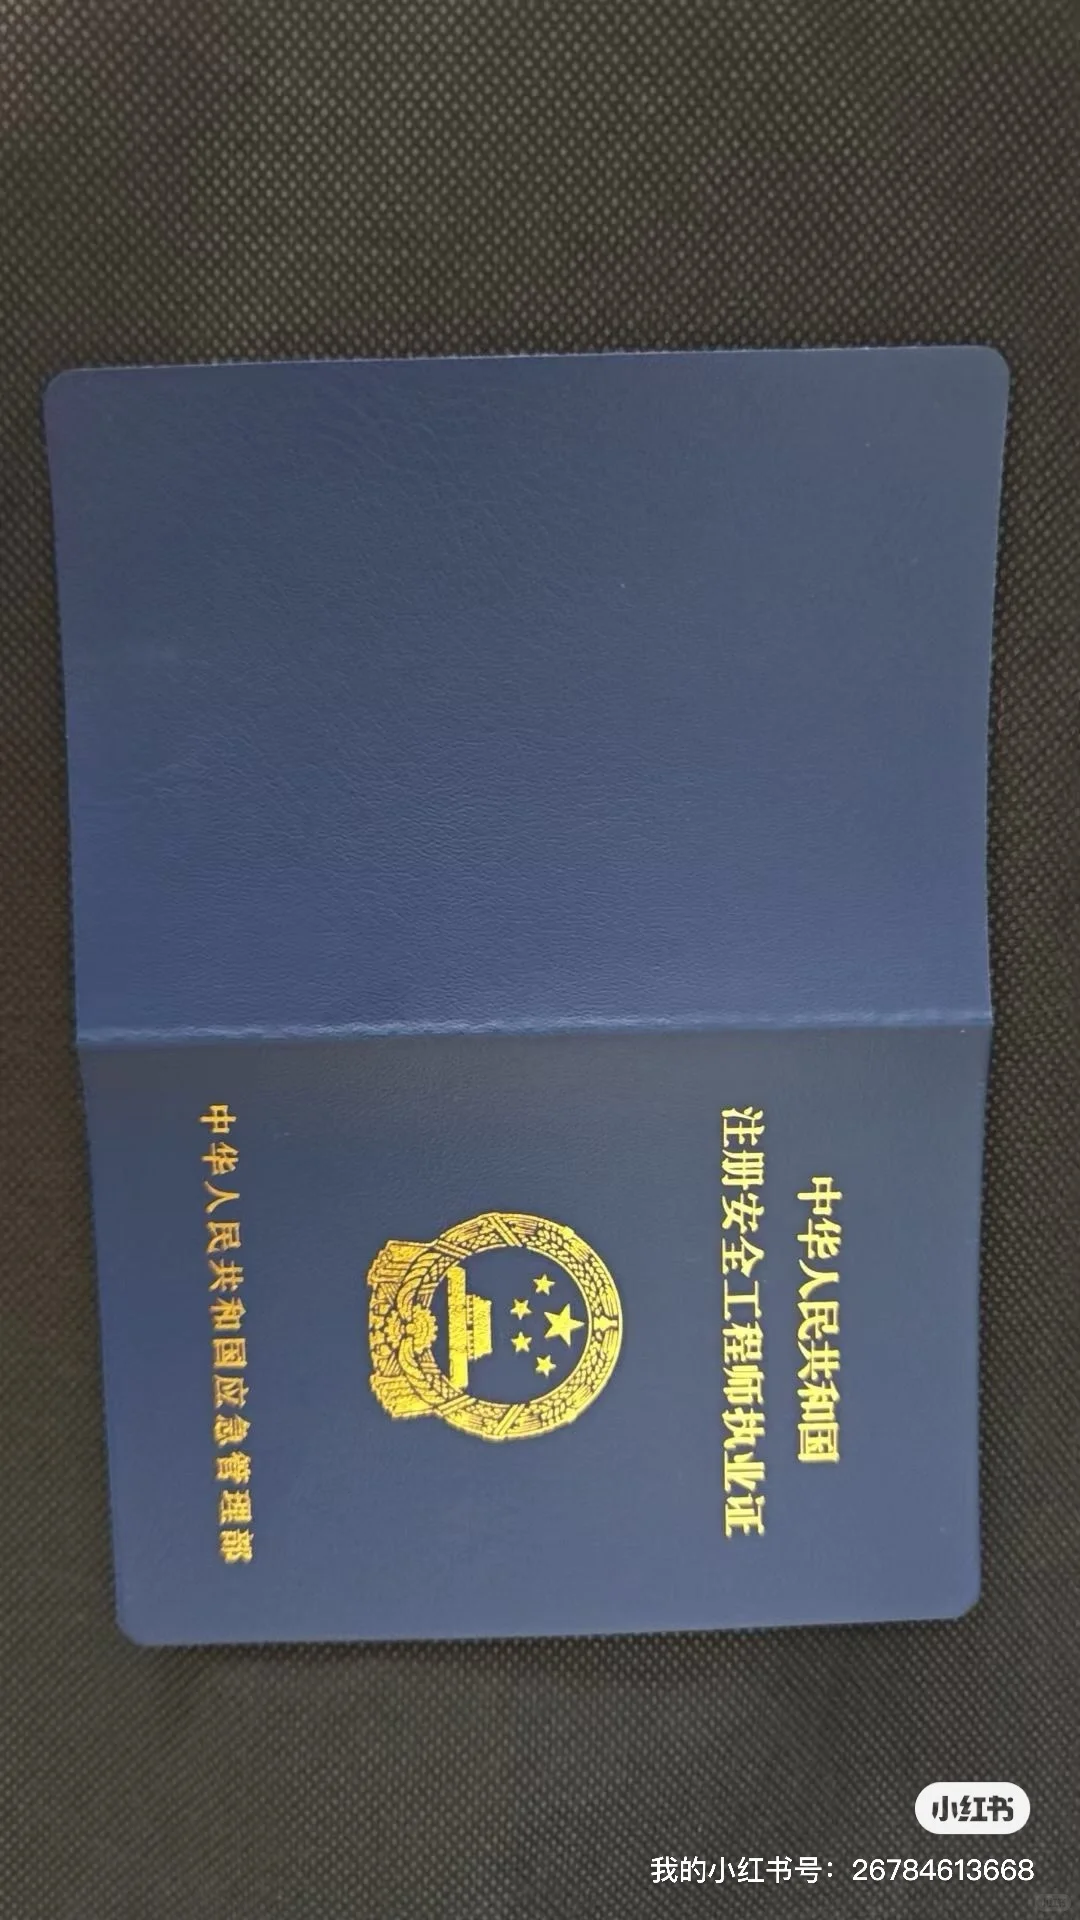 中华人民共和国
注册安全工程师执业证
中华人民共和国应急管理部
小红书
我的小红书号：26784613668